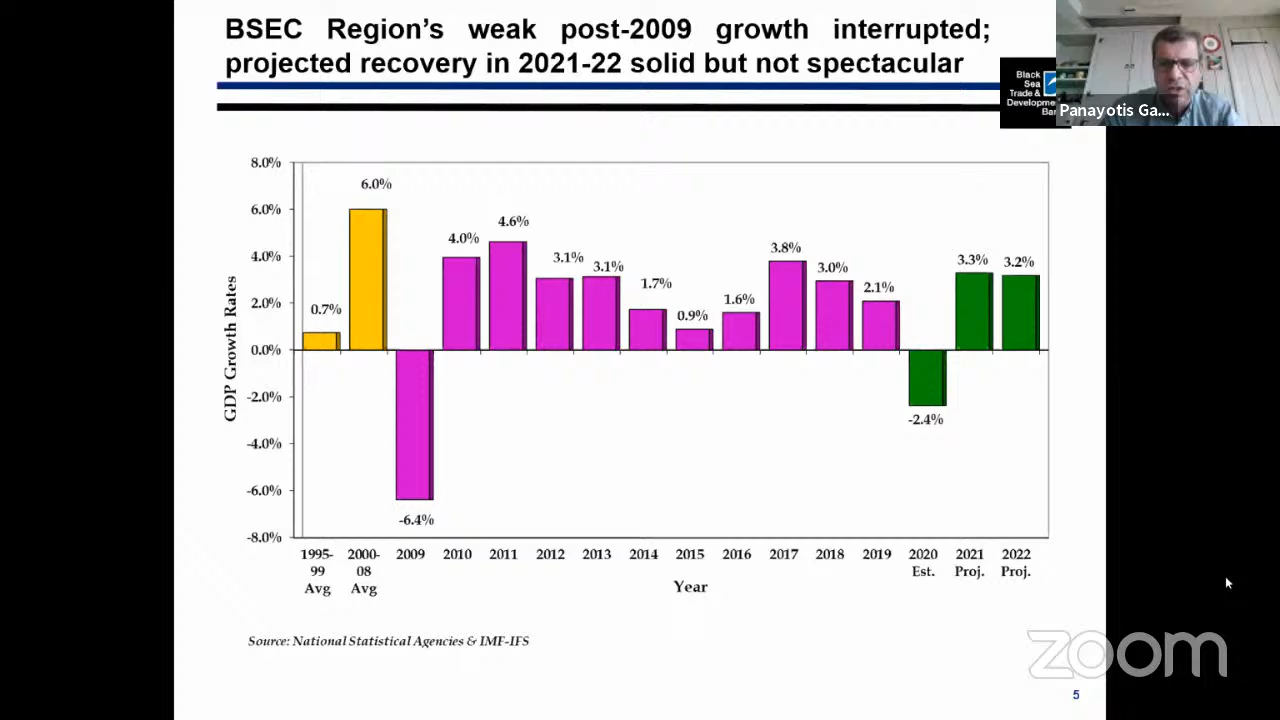 BSEC Region's weak post-2009 growth interrupted;
projected recovery in 2021-22 solid but not spectacular
Black
Sea
Trade &
Panayotis Ga...
8.0%
6.0%
4.0%
2.0%
0.0%
-2.0%
-4.0%
-6.0%
-8.0%
GDP Growth Rates
0.7%
6.0%
-6.4%
4.0%
4.6%
3.1%
3.1%
1.7%
0.9%
1.6%
3.8%
3.0%
2.1%
-2.4%
3.3%
3.2%
1995-
99
Avg
2000-
08
Avg
2009
2010
2011
2012
2013
2014
2015
2016
2017
2018
2019
2020
Est.
2021
Proj.
2022
Proj.
Year
Source: National Statistical Agencies & IMF-IFS
zoom
5